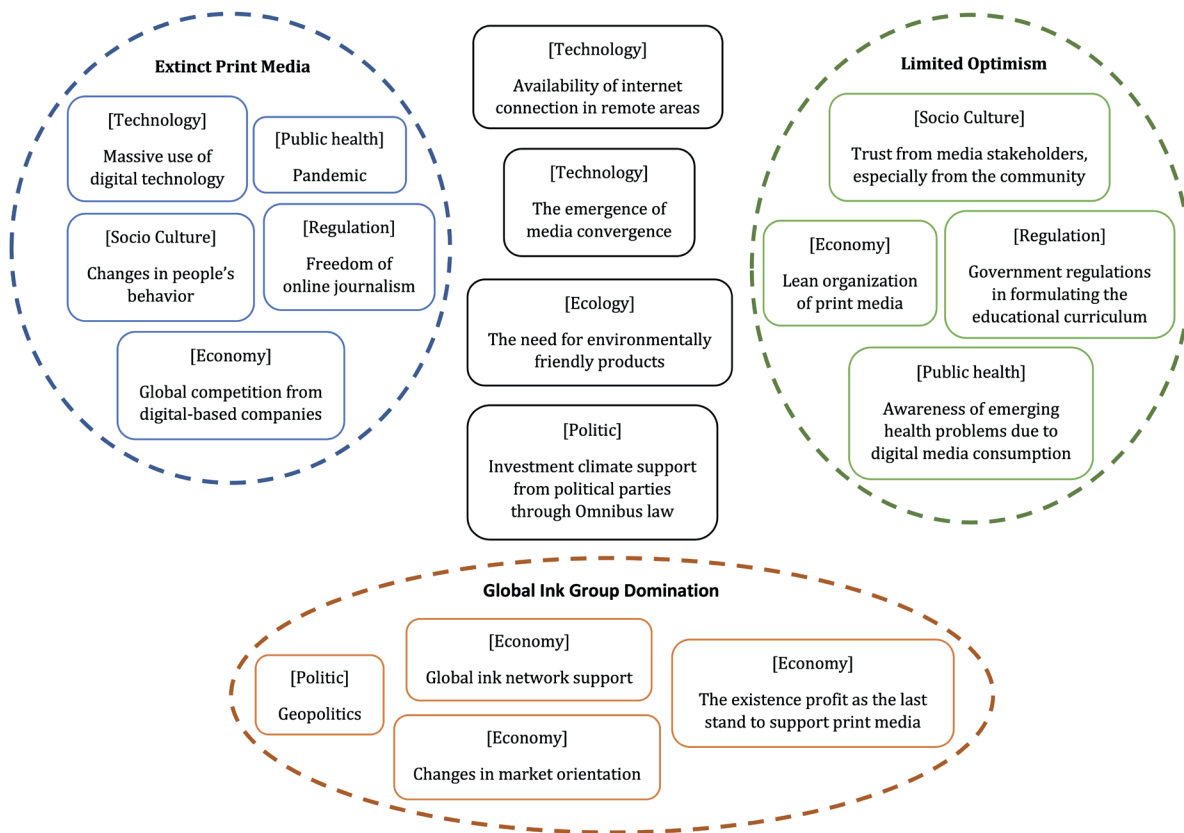 Extinct Print Media
[Technology]
Massive use of
digital technology
[Public health]
Pandemic
[Socio Culture]
Changes in people’s
behavior
[Regulation]
Freedom of
online journalism
[Economy]
Global competition from
digital-based companies
[Technology]
Availability of internet
connection in remote areas
[Technology]
The emergence of
media convergence
[Ecology]
The need for environmentally
friendly products
[Politic]
Investment climate support
from political parties
through Omnibus law
Limited Optimism
[Socio Culture]
Trust from media stakeholders,
especially from the community
[Economy]
Lean organization
of print media
[Regulation]
Government regulations
in formulating the
educational curriculum
[Public health]
Awareness of emerging
health problems due to
digital media consumption
Global Ink Group Domination
[Politic]
Geopolitics
[Economy]
Global ink network support
[Economy]
Changes in market orientation
[Economy]
The existence profit as the last
stand to support print media